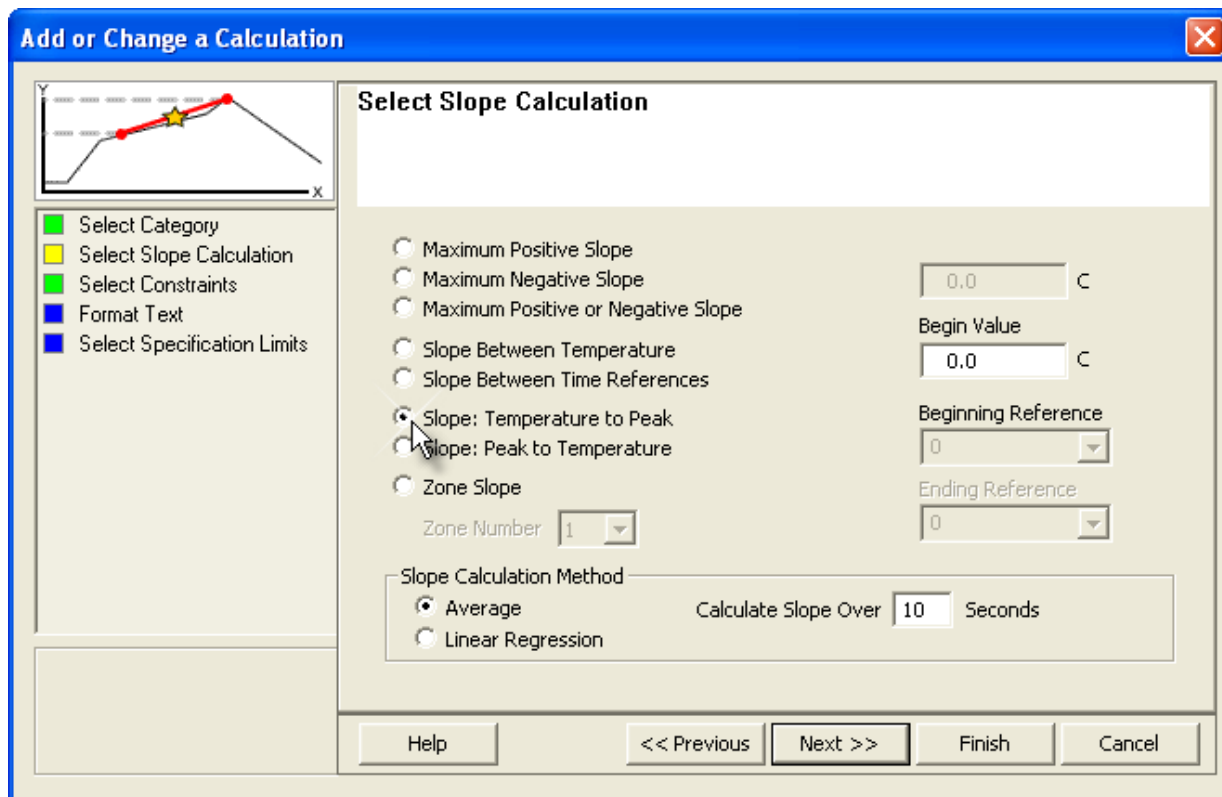 Add or Change a Calculation
Y
X
Select Category
Select Slope Calculation
Select Constraints
Format Text
Select Specification Limits
Select Slope Calculation
Maximum Positive Slope
Maximum Negative Slope
Maximum Positive or Negative Slope
0.0 C
Begin Value
0.0 C
Slope Between Temperature
Slope Between Time References
Slope: Temperature to Peak
Slope: Peak to Temperature
Beginning Reference
0
Zone Slope
Zone Number 1
Ending Reference
0
Slope Calculation Method
Average
Linear Regression
Calculate Slope Over 10 Seconds
Help
<< Previous
Next >>
Finish
Cancel